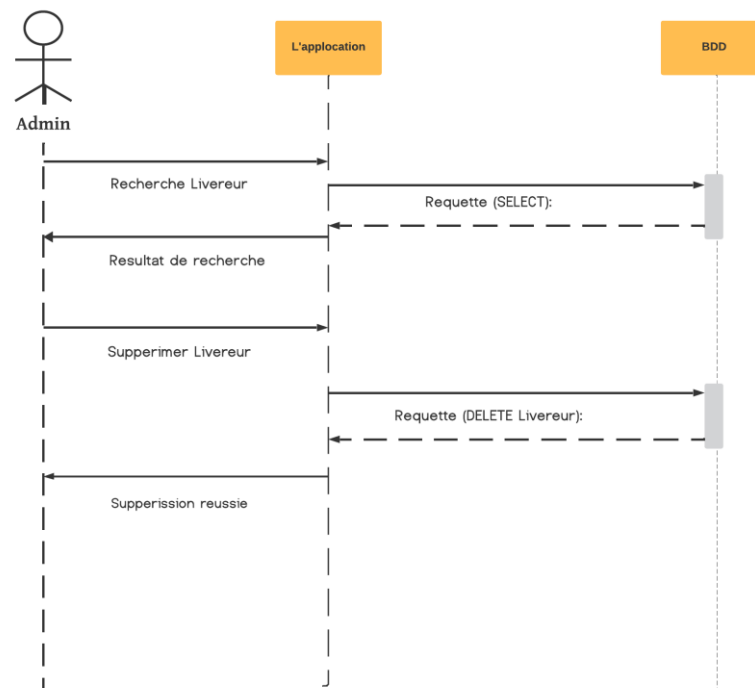 L'applocation
BDD
Admin
Recherche Livereur
Requette (SELECT):
Resultat de recherche
Supperimer Livereur
Requette (DELETE Livereur):
Supperission reussie